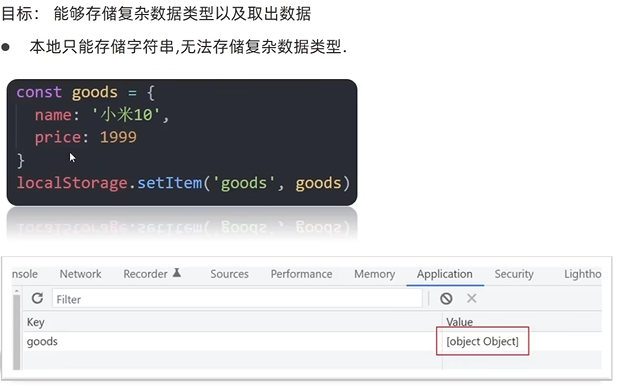 目标： 能够存储复杂数据类型以及取出数据
● 本地只能存储字符串,无法存储复杂数据类型.
const goods = {
name: '小米10',
price: 1999
}
localStorage.setItem('goods', goods)
nsole Network Recorder Sources Performance Memory Application Security Lightho
Filter
Key Value
goods [object Object]